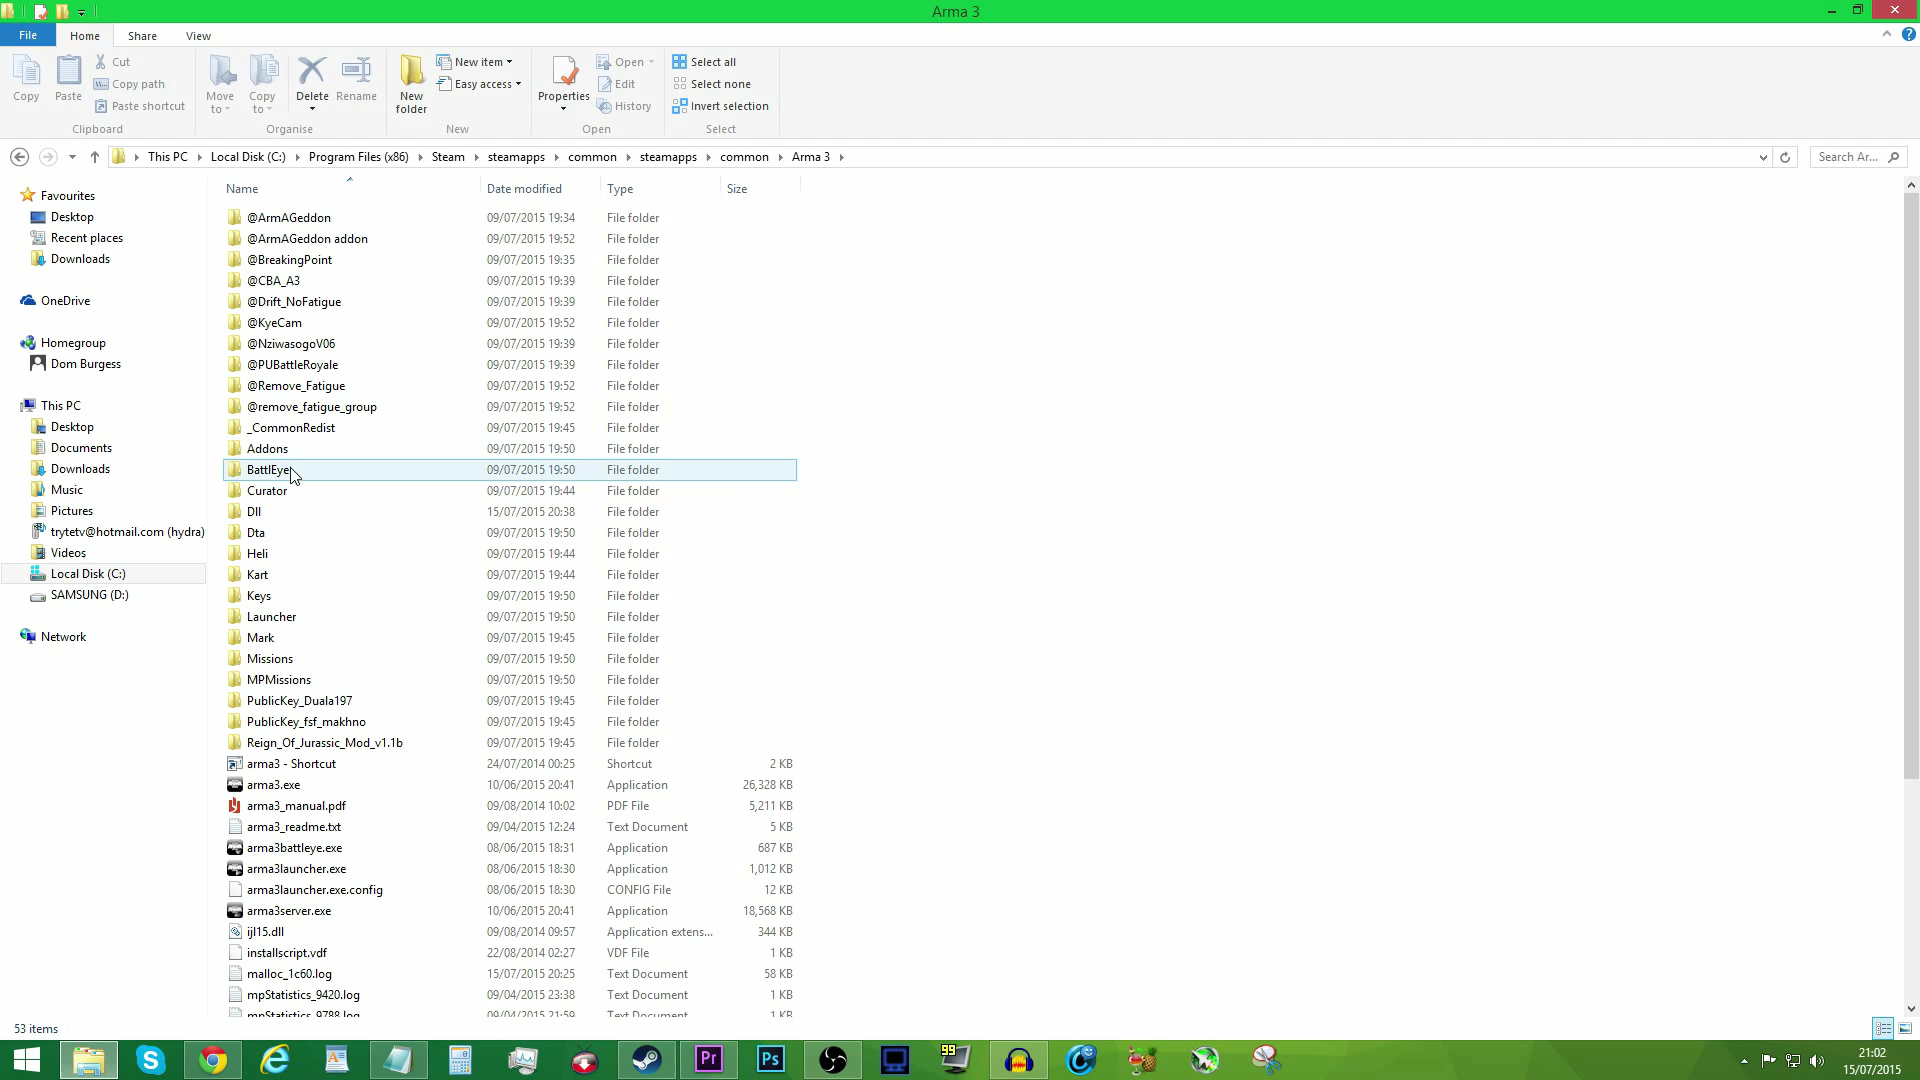 Arma 3
File Home Share View
Copy Paste Cut Copy path Paste shortcut Clipboard
Move to Copy to Delete Rename Organise
New folder New item Easy access New
Properties Open Edit History Open
Select all Select none Invert selection Select
This PC Local Disk (C:) Program Files (x86) Steam steamapps common steamapps common Arma 3 Search Ar...
Favourites
Desktop
Recent places
Downloads
OneDrive
Homegroup
Dom Burgess
This PC
Desktop
Documents
Downloads
Music
Pictures
trytetv@hotmail.com (hydra)
Videos
Local Disk (C:)
SAMSUNG (D:)
Network
Name Date modified Type Size
@ArmAGeddon 09/07/2015 19:34 File folder
@ArmAGeddon addon 09/07/2015 19:52 File folder
@BreakingPoint 09/07/2015 19:35 File folder
@CBA_A3 09/07/2015 19:39 File folder
@Drift_NoFatigue 09/07/2015 19:39 File folder
@KyeCam 09/07/2015 19:52 File folder
@NziwasogoV06 09/07/2015 19:39 File folder
@PUBattleRoyale 09/07/2015 19:39 File folder
@Remove_Fatigue 09/07/2015 19:52 File folder
@remove_fatigue_group 09/07/2015 19:52 File folder
_CommonRedist 09/07/2015 19:45 File folder
Addons 09/07/2015 19:50 File folder
BattlEye 09/07/2015 19:50 File folder
Curator 09/07/2015 19:44 File folder
Dll 15/07/2015 20:38 File folder
Dta 09/07/2015 19:50 File folder
Heli 09/07/2015 19:44 File folder
Kart 09/07/2015 19:44 File folder
Keys 09/07/2015 19:50 File folder
Launcher 09/07/2015 19:50 File folder
Mark 09/07/2015 19:45 File folder
Missions 09/07/2015 19:50 File folder
MPMissions 09/07/2015 19:50 File folder
PublicKey_Duala197 09/07/2015 19:45 File folder
PublicKey_fsf_makhno 09/07/2015 19:45 File folder
Reign_Of_Jurassic_Mod_v1.1b 09/07/2015 19:45 File folder
arma3 - Shortcut 24/07/2014 00:25 Shortcut 2 KB
arma3.exe 10/06/2015 20:41 Application 26,328 KB
arma3_manual.pdf 09/08/2014 10:02 PDF File 5,211 KB
arma3_readme.txt 09/04/2015 12:24 Text Document 5 KB
arma3battleye.exe 08/06/2015 18:31 Application 687 KB
arma3launcher.exe 08/06/2015 18:30 Application 1,012 KB
arma3launcher.exe.config 08/06/2015 18:30 CONFIG File 12 KB
arma3server.exe 10/06/2015 20:41 Application 18,568 KB
ijl15.dll 09/08/2014 09:57 Application extens... 344 KB
installscript.vdf 22/08/2014 02:27 VDF File 1 KB
malloc_1c60.log 15/07/2015 20:25 Text Document 58 KB
mpStatistics_9420.log 09/04/2015 23:38 Text Document 1 KB
mpStatistics_9788.log 09/04/2015 21:59 Text Document 1 KB
53 items
Pr Ps 99
21:02
15/07/2015